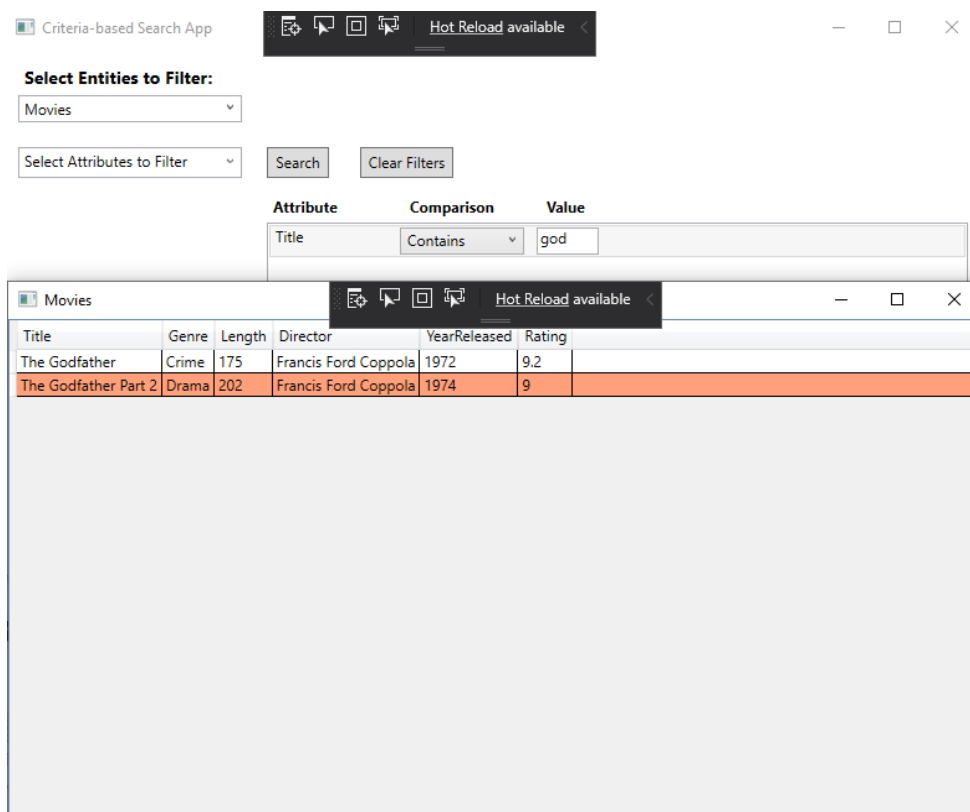 Criteria-based Search App Hot Reload available
Select Entities to Filter:
Movies
Select Attributes to Filter Search Clear Filters
Attribute Comparison Value
Title Contains god
Movies Hot Reload available
Title Genre Length Director YearReleased Rating
The Godfather Crime 175 Francis Ford Coppola 1972 9.2
The Godfather Part 2 Drama 202 Francis Ford Coppola 1974 9